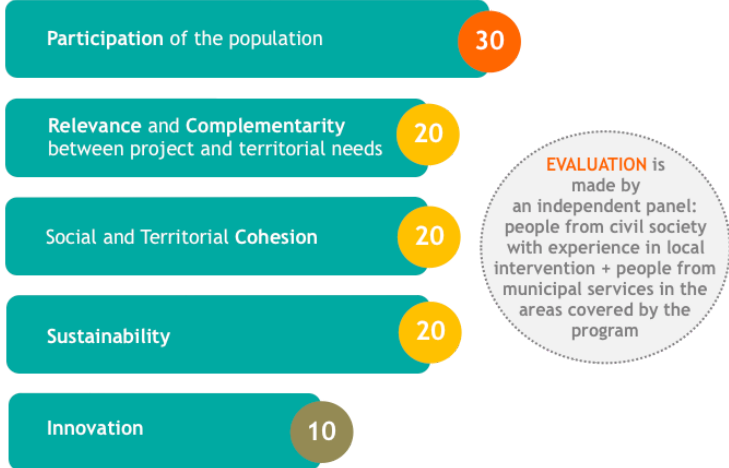 Participation of the population
30
Relevance and Complementarity
between project and territorial needs
20
Social and Territorial Cohesion
20
Sustainability
20
Innovation
10
EVALUATION is
made by
an independent panel:
people from civil society
with experience in local
intervention + people from
municipal services in the
areas covered by the
program